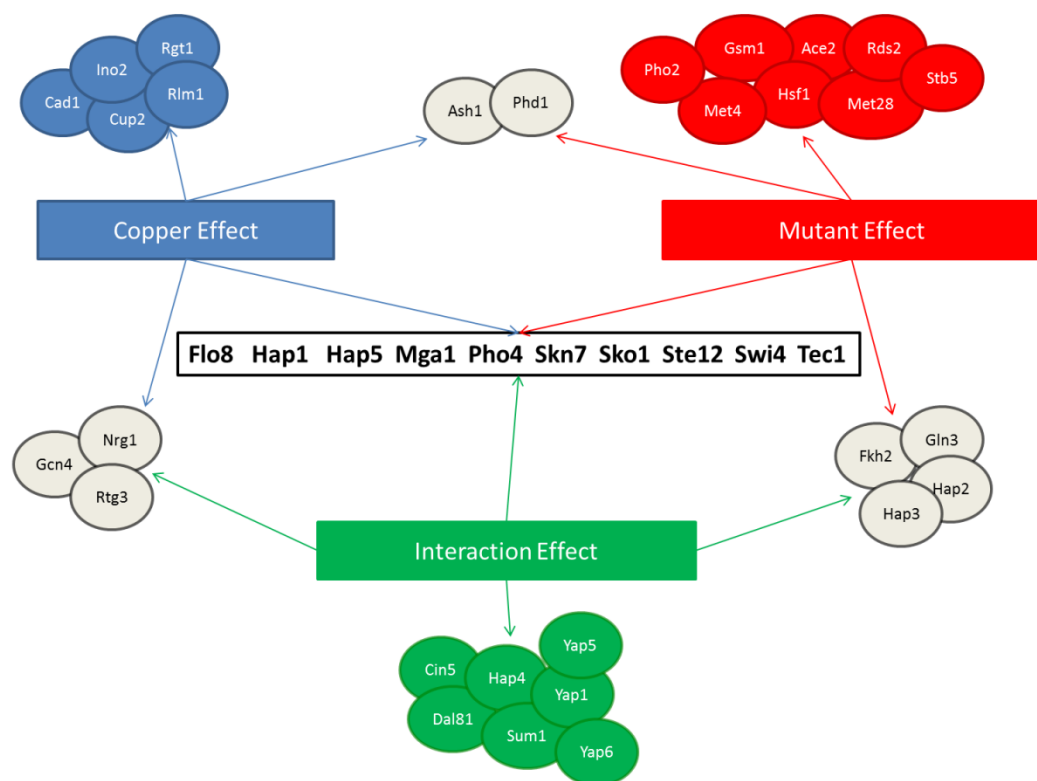 Rgt1
Ino2
Cad1
Rlm1
Cup2
Ash1
Phd1
Gsm1
Ace2
Rds2
Pho2
Stb5
Met4
Hsf1
Met28
Copper Effect
Mutant Effect
Flo8 Hap1 Hap5 Mga1 Pho4 Skn7 Sko1 Ste12 Swi4 Tec1
Nrg1
Gcn4
Rtg3
Gln3
Fkh2
Hap2
Hap3
Interaction Effect
Yap5
Cin5
Hap4
Yap1
Dal81
Sum1
Yap6